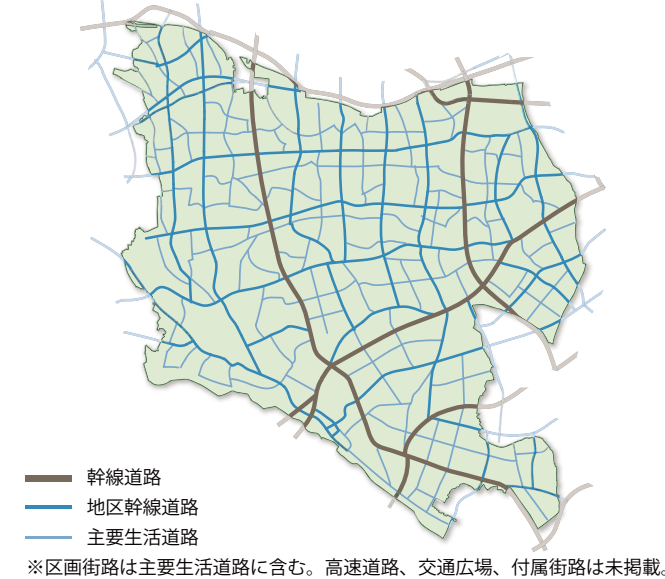 幹線道路
地区幹線道路
主要生活道路
※区画街路は主要生活道路に含む。高速道路、交通広場、付属街路は未掲載。